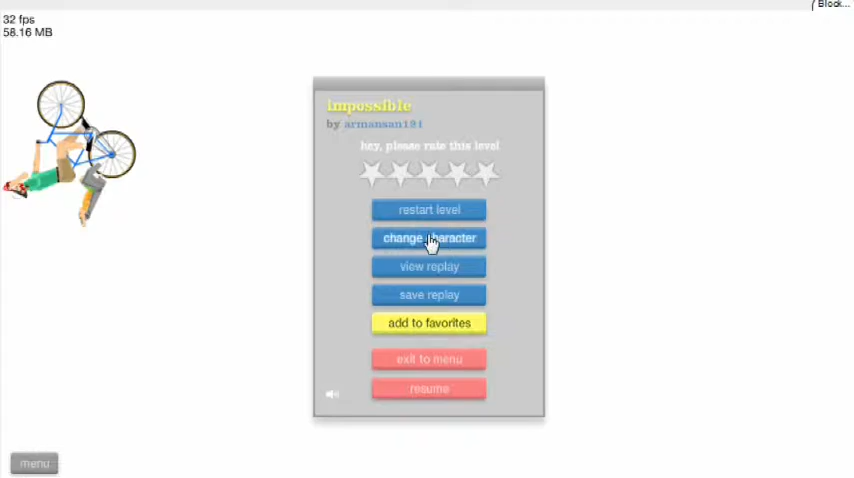 Block...
32 fps
58.16 MB
impossible
by armansan191
hey, please rate this level
restart level
change character
view replay
save replay
add to favorites
exit to menu
resume
menu